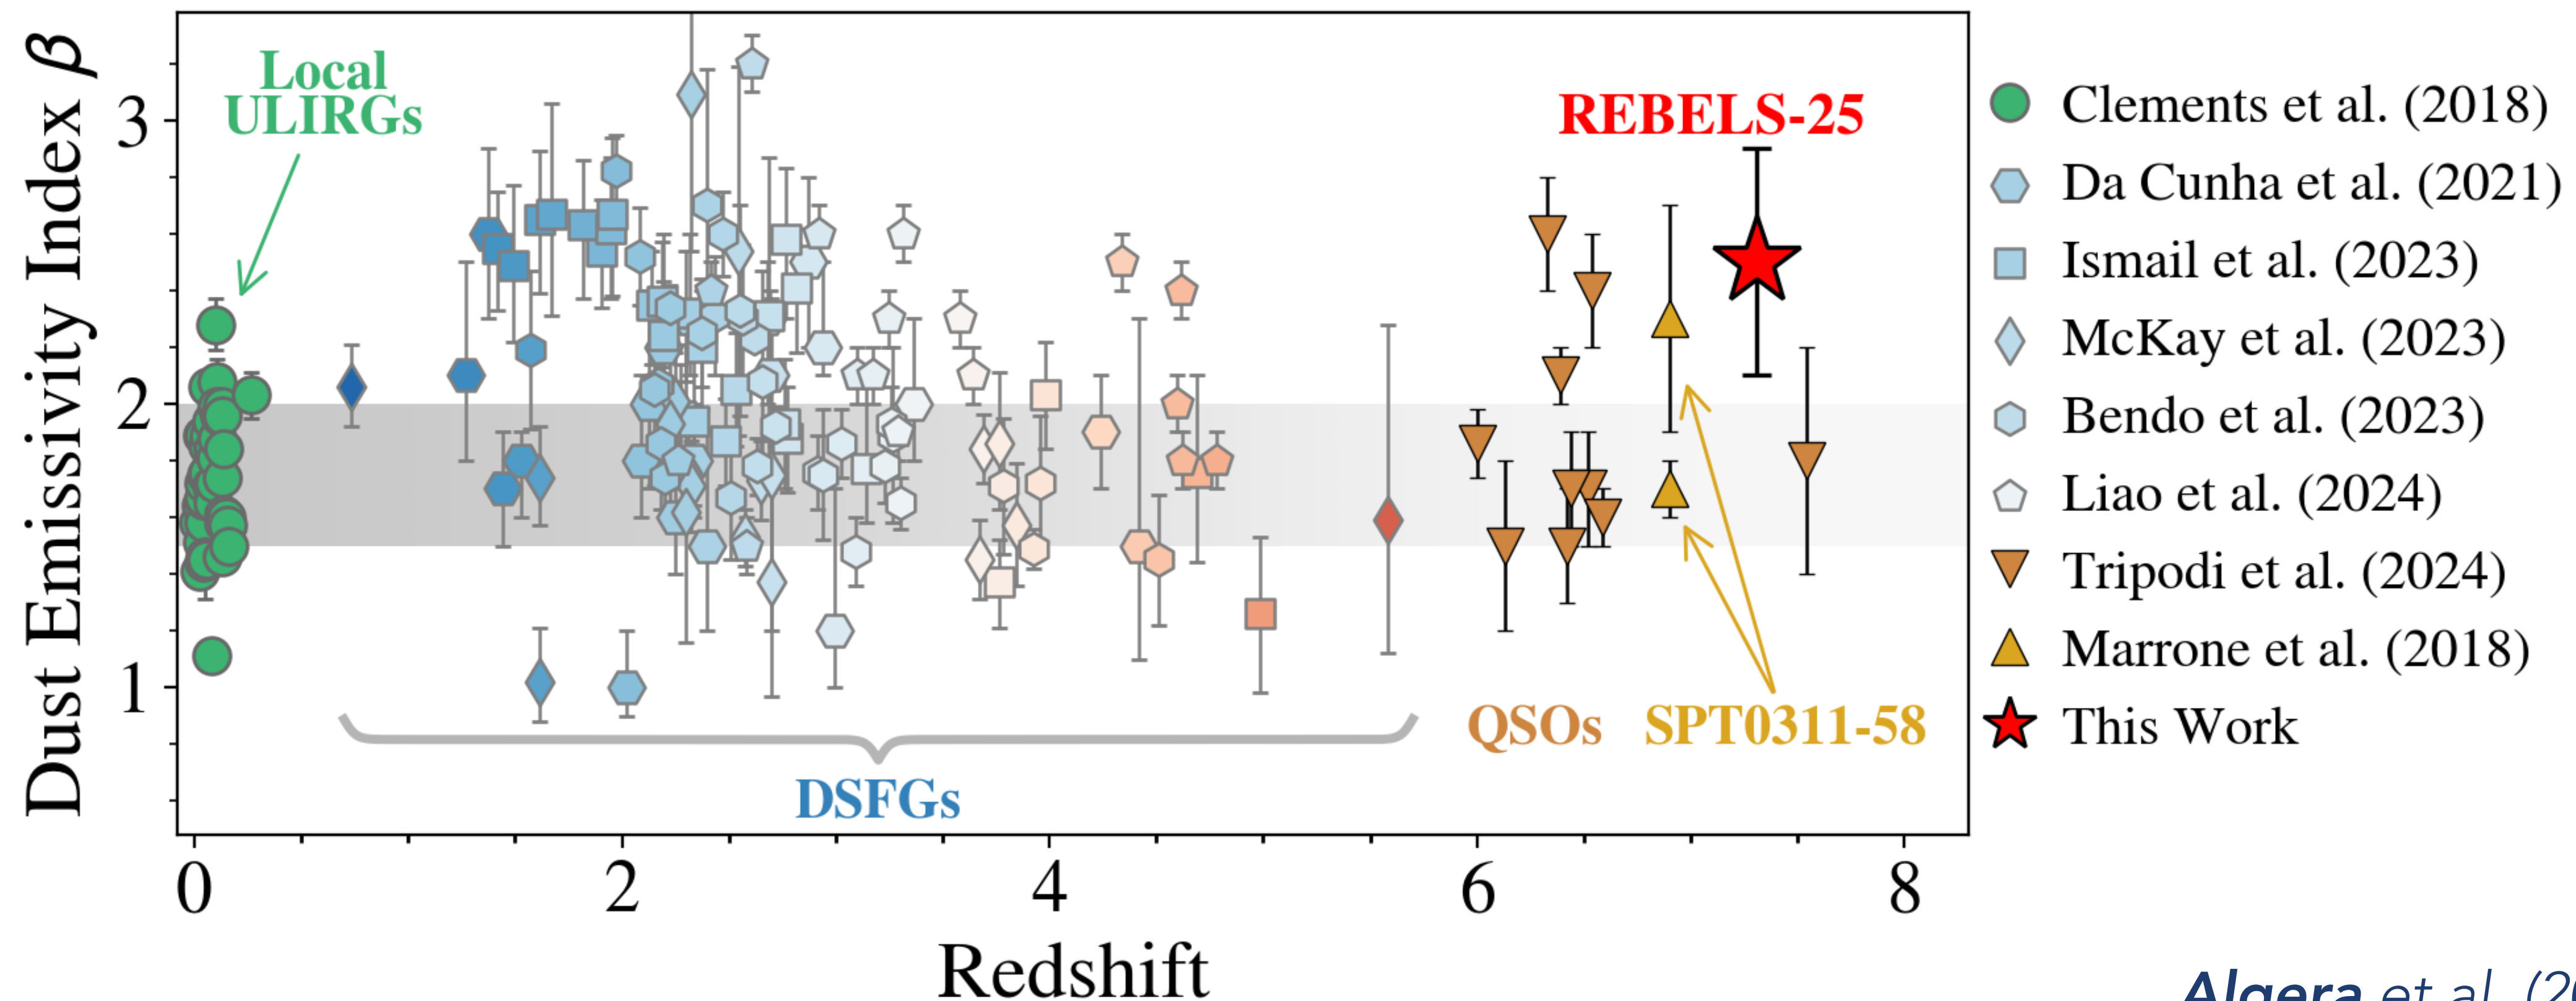 Dust Emissivity Index β
3
2
1
Local
ULIRGs
REBELS-25
QSOs
SPT0311-58
DSFGs
0
2
4
6
8
Redshift
Clements et al. (2018)
Da Cunha et al. (2021)
Ismail et al. (2023)
McKay et al. (2023)
Bendo et al. (2023)
Liao et al. (2024)
Tripodi et al. (2024)
Marrone et al. (2018)
This Work
Algera et al.